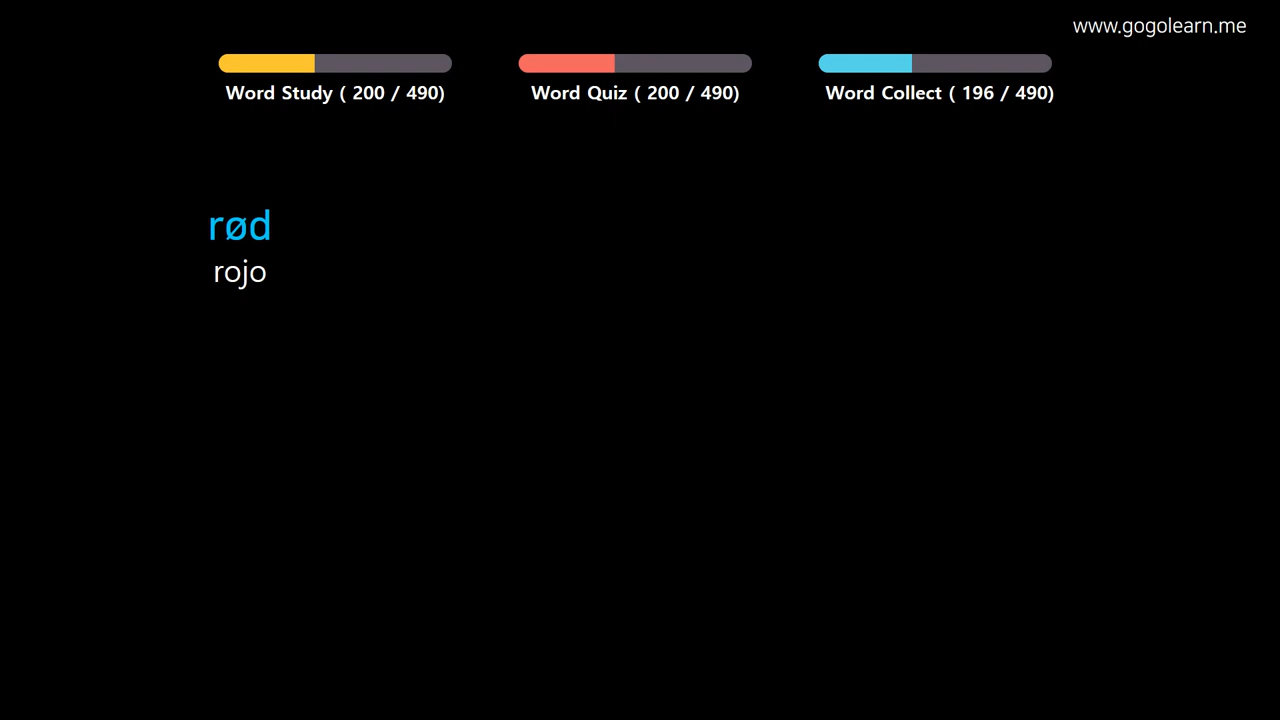 www.gogolearn.me
Word Study ( 200 / 490)
Word Quiz ( 200 / 490)
Word Collect ( 196 / 490)
rød
rojo